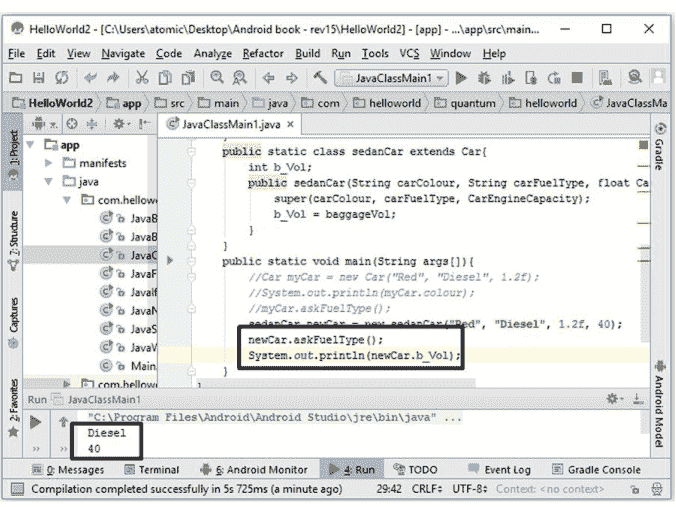 HelloWorld2 - [C:\Users\atomic\Desktop\Android book - rev15\HelloWorld2] - [app] - ...\app\src\main...
File Edit View Navigate Code Analyze Refactor Build Run Tools VCS Window Help
JavaClassMain1
HelloWorld2 app src main java com helloworld quantum helloworld JavaClassMa
JavaClassMain1.java
1: Project
app
manifests
java
com.hellow
JavaB
JavaB
JavaC
JavaF
Javaif
JavaN
JavaS
JavaV
Main
com.hellow
Z: Structure
Captures
2: Favorites
public static class sedanCar extends Car{
int b_Vol;
public sedanCar(String carColour, String carFuelType, float Ca
super(carColour, carFuelType, CarEngineCapacity);
b_Vol = baggageVol;
}
}
public static void main(String args[]){
//Car myCar = new Car("Red", "Diesel", 1.2f);
//System.out.println(myCar.colour);
//myCar.askFuelType();
sedanCar newCar = new sedanCar("Red", "Diesel", 1.2f, 40);
newCar.askFuelType();
System.out.println(newCar.b_Vol);
}
Gradle
Android Model
Run JavaClassMain1
"C:\Program Files\Android\Android Studio\jre\bin\java" ...
Diesel
40
0: Messages Terminal 6: Android Monitor 4: Run TODO Event Log Gradle Console
Compilation completed successfully in 5s 725ms (a minute ago) 29:42 CRLF UTF-8 Context: <no context>